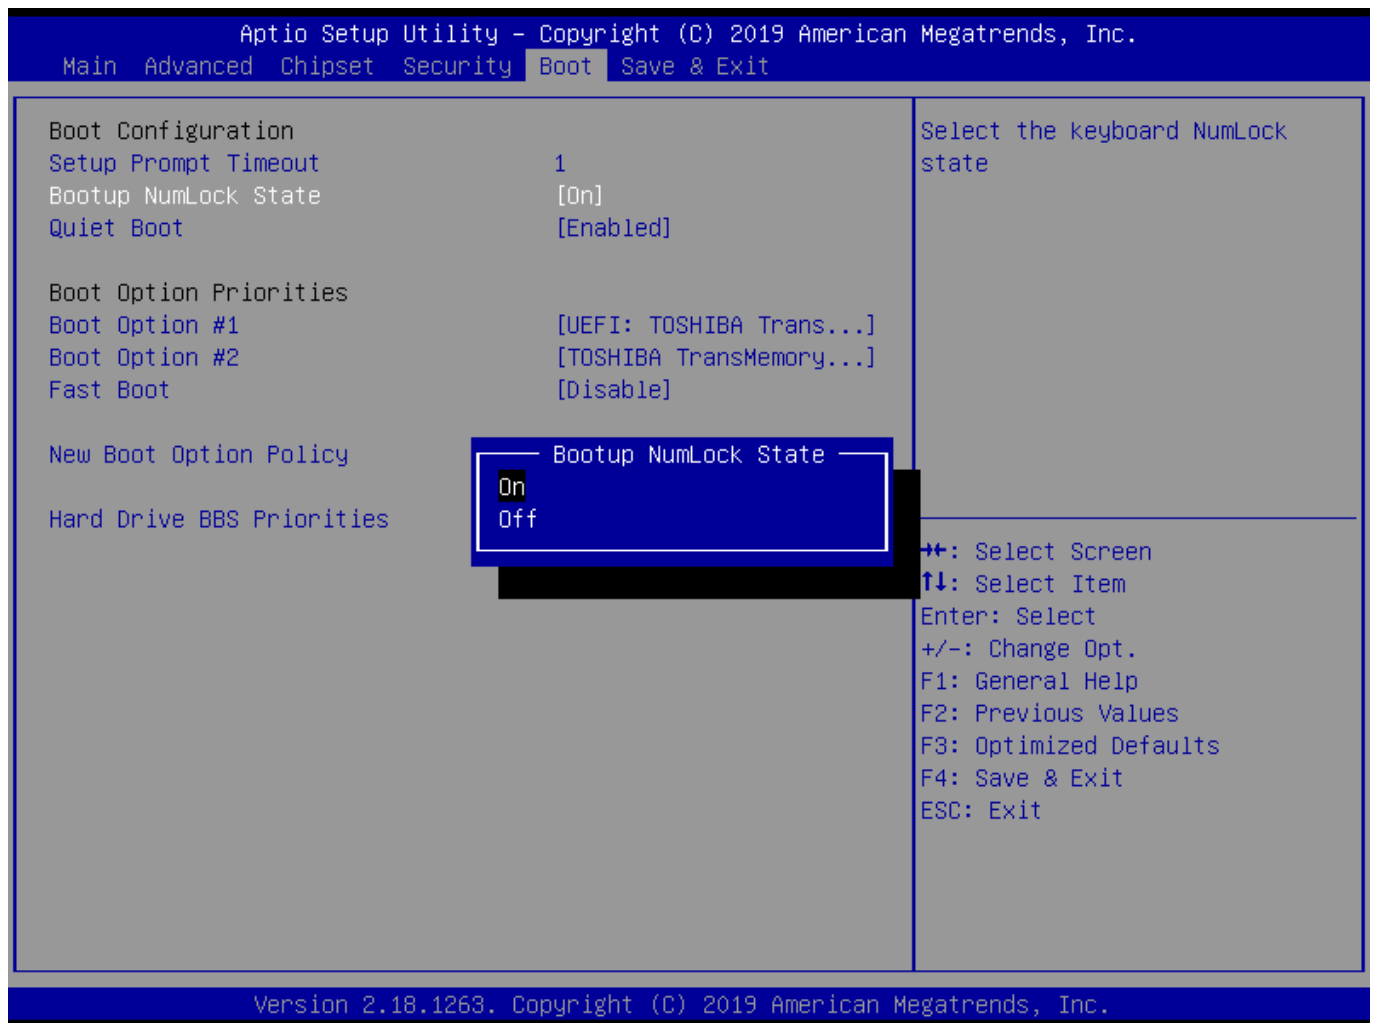 Aptio Setup Utility – Copyright (C) 2019 American Megatrends, Inc.
Main Advanced Chipset Security Boot Save & Exit
Boot Configuration
Setup Prompt Timeout 1
Bootup NumLock State [On]
Quiet Boot [Enabled]
Boot Option Priorities
Boot Option #1 [UEFI: TOSHIBA Trans...]
Boot Option #2 [TOSHIBA TransMemory...]
Fast Boot [Disable]
New Boot Option Policy
Hard Drive BBS Priorities
Bootup NumLock State
On
Off
Select the keyboard NumLock
state
→←: Select Screen
↑↓: Select Item
Enter: Select
+/-: Change Opt.
F1: General Help
F2: Previous Values
F3: Optimized Defaults
F4: Save & Exit
ESC: Exit
Version 2.18.1263. Copyright (C) 2019 American Megatrends, Inc.